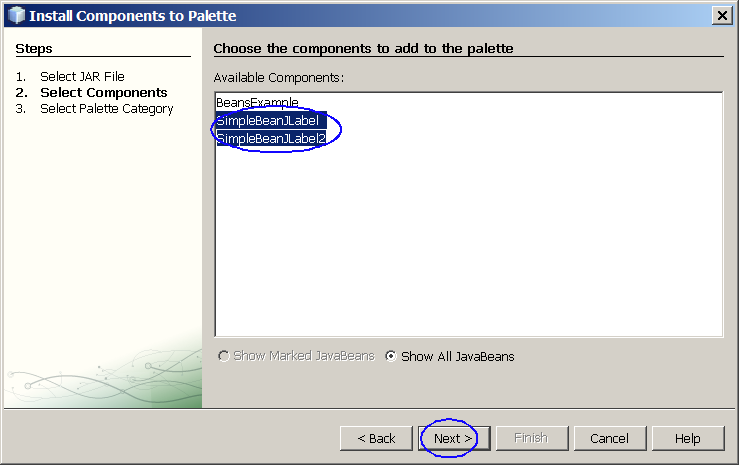 Install Components to Palette
Steps
1. Select JAR File
2. Select Components
3. Select Palette Category
Choose the components to add to the palette
Available Components:
BeansExample
SimpleBeanJLabel
SimpleBeanJLabel2
Show Marked JavaBeans
Show All JavaBeans
< Back
Next >
Finish
Cancel
Help